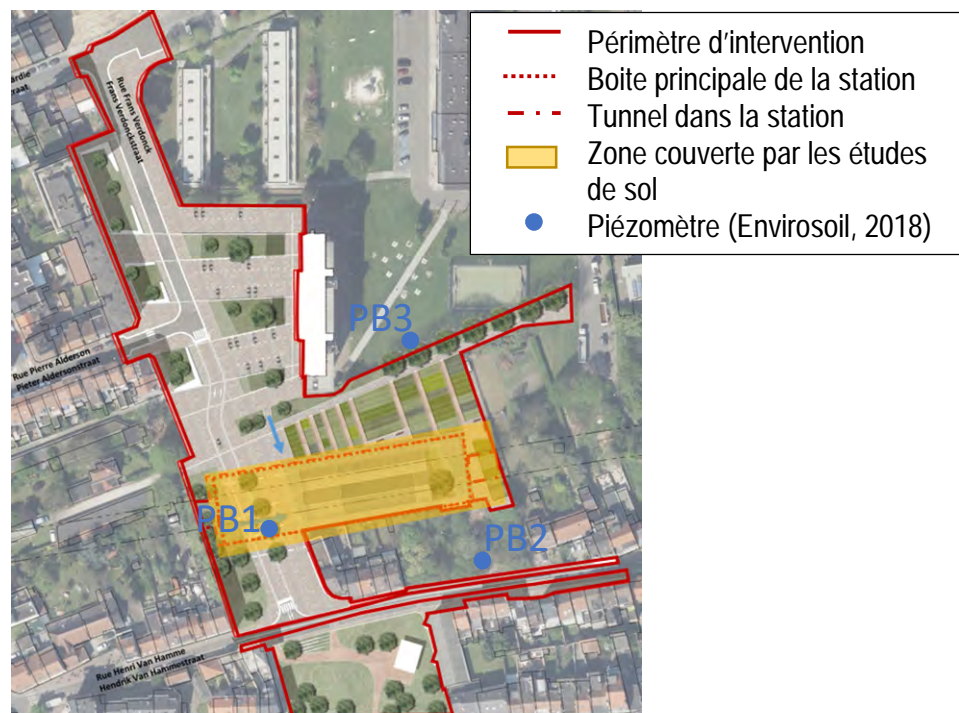 Périmètre d'intervention
Boite principale de la station
Tunnel dans la station
Zone couverte par les études
de sol
Piézomètre (Envirosoil, 2018)
Rue Frans Verdonck
Frans Verdonckstraat
ardie
straat
PB3
Rue Pierre Alderson
Pieter Aldersonstraat
PB1
PB2
Rue Henri Van Hamme
Hendrik Van Hammestraat